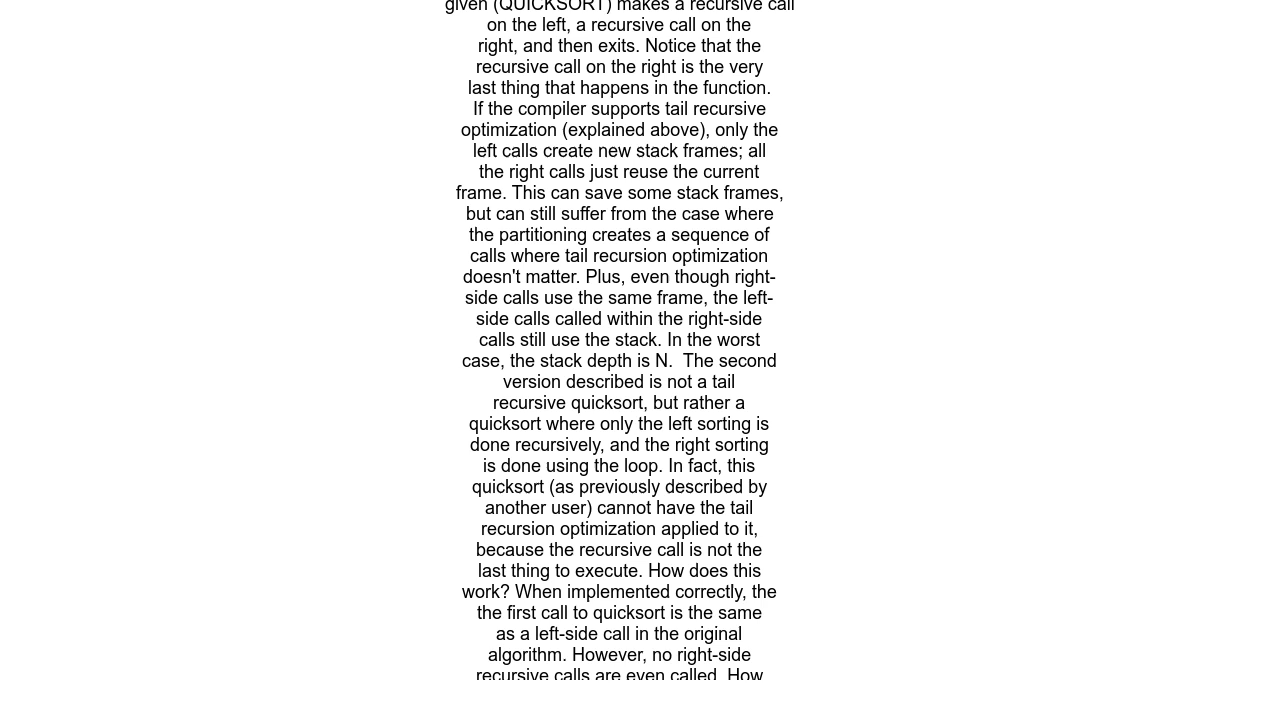 given (QUICKSORT) makes a recursive call
on the left, a recursive call on the
right, and then exits. Notice that the
recursive call on the right is the very
last thing that happens in the function.
If the compiler supports tail recursive
optimization (explained above), only the
left calls create new stack frames; all
the right calls just reuse the current
frame. This can save some stack frames,
but can still suffer from the case where
the partitioning creates a sequence of
calls where tail recursion optimization
doesn't matter. Plus, even though right-
side calls use the same frame, the left-
side calls called within the right-side
calls still use the stack. In the worst
case, the stack depth is N.  The second
version described is not a tail
recursive quicksort, but rather a
quicksort where only the left sorting is
done recursively, and the right sorting
is done using the loop. In fact, this
quicksort (as previously described by
another user) cannot have the tail
recursion optimization applied to it,
because the recursive call is not the
last thing to execute. How does this
work? When implemented correctly, the
the first call to quicksort is the same
as a left-side call in the original
algorithm. However, no right-side
recursive calls are even called. How